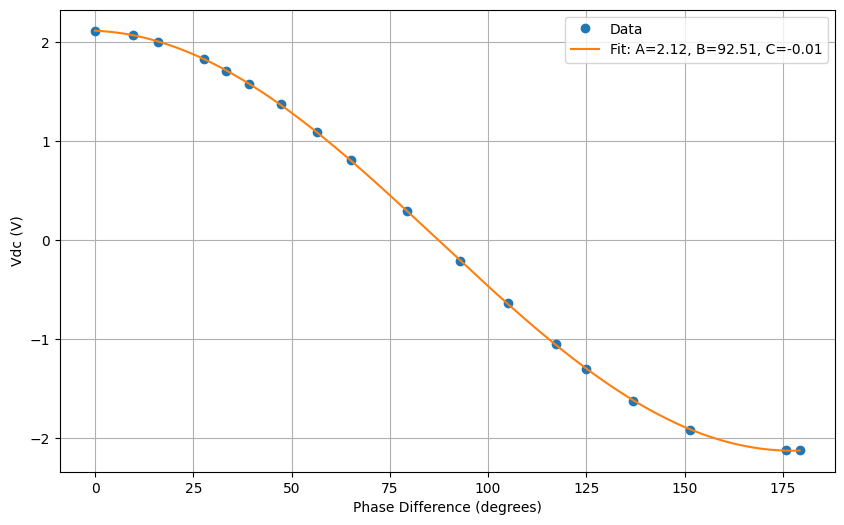 Data
Fit: A=2.12, B=92.51, C=-0.01
2
1
0
−1
−2
Vdc (V)
0 25 50 75 100 125 150 175
Phase Difference (degrees)